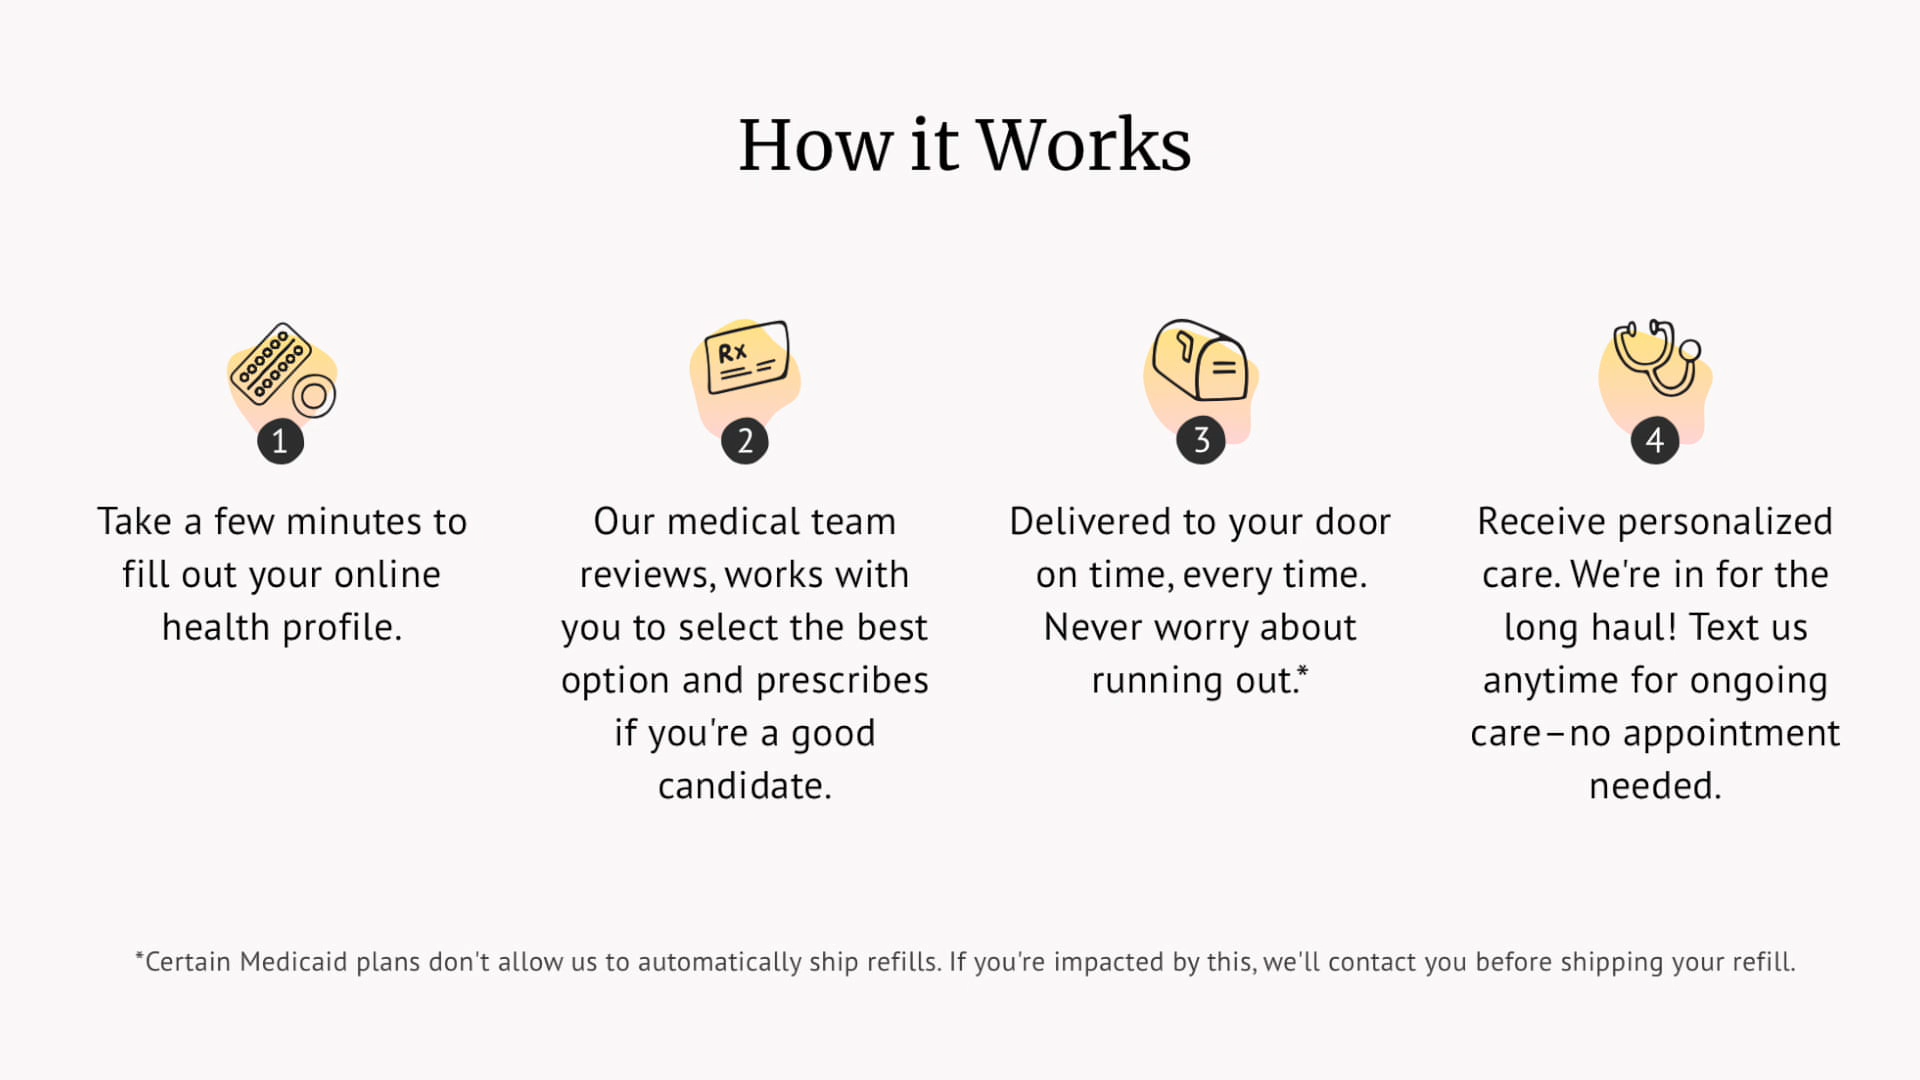 How it Works
1
Take a few minutes to
fill out your online
health profile.
Rx
2
Our medical team
reviews, works with
you to select the best
option and prescribes
if you're a good
candidate.
3
Delivered to your door
on time, every time.
Never worry about
running out.*
4
Receive personalized
care. We're in for the
long haul! Text us
anytime for ongoing
care–no appointment
needed.
*Certain Medicaid plans don't allow us to automatically ship refills. If you're impacted by this, we'll contact you before shipping your refill.